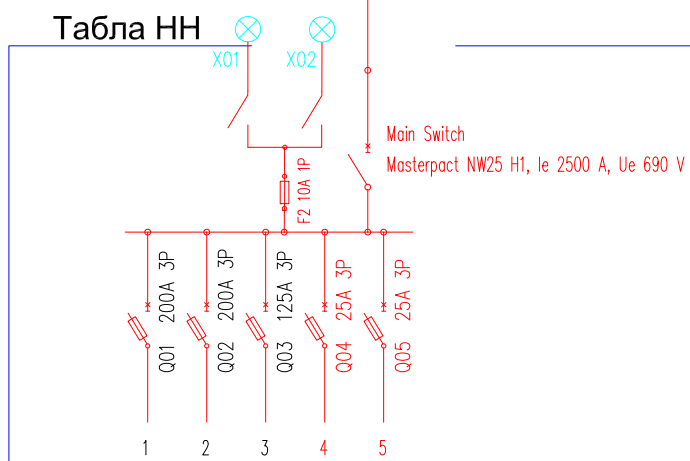 Табла НН
X01
X02
Main Switch
Masterpact NW25 H1, Ie 2500 A, Ue 690 V
F2 10A 1P
Q01 200A 3P
Q02 200A 3P
Q03 125A 3P
Q04 25A 3P
Q05 25A 3P
1 2 3 4 5